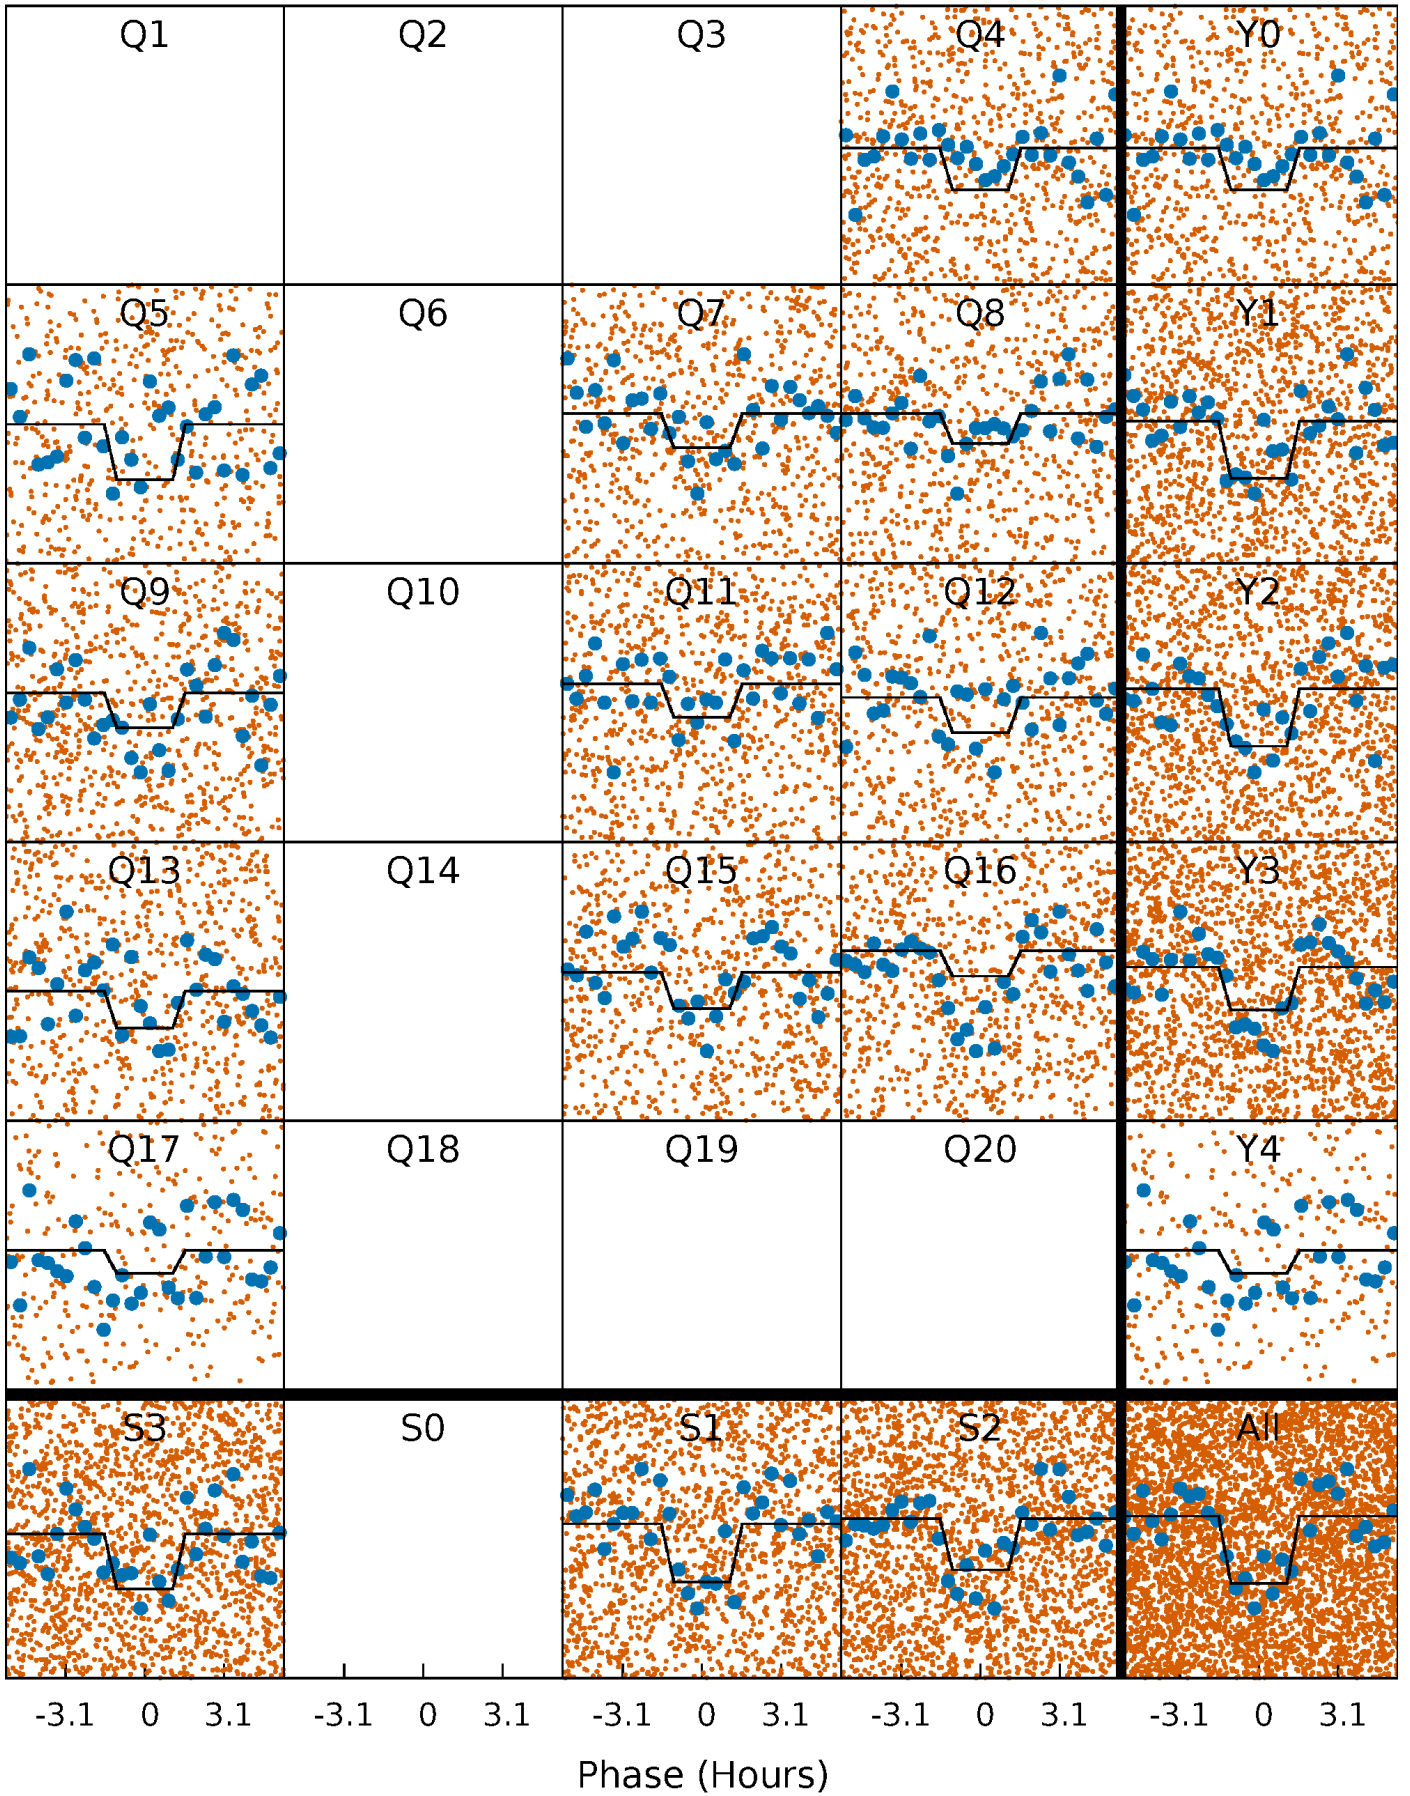 Q1 Q2 Q3 Q4 Y0
Q5 Q6 Q7 Q8 Y1
Q9 Q10 Q11 Q12 Y2
Q13 Q14 Q15 Q16 Y3
Q17 Q18 Q19 Q20 Y4
S3 S0 S1 S2 All
-3.1 0 3.1 -3.1 0 3.1 -3.1 0 3.1 -3.1 0 3.1 -3.1 0 3.1
Phase (Hours)